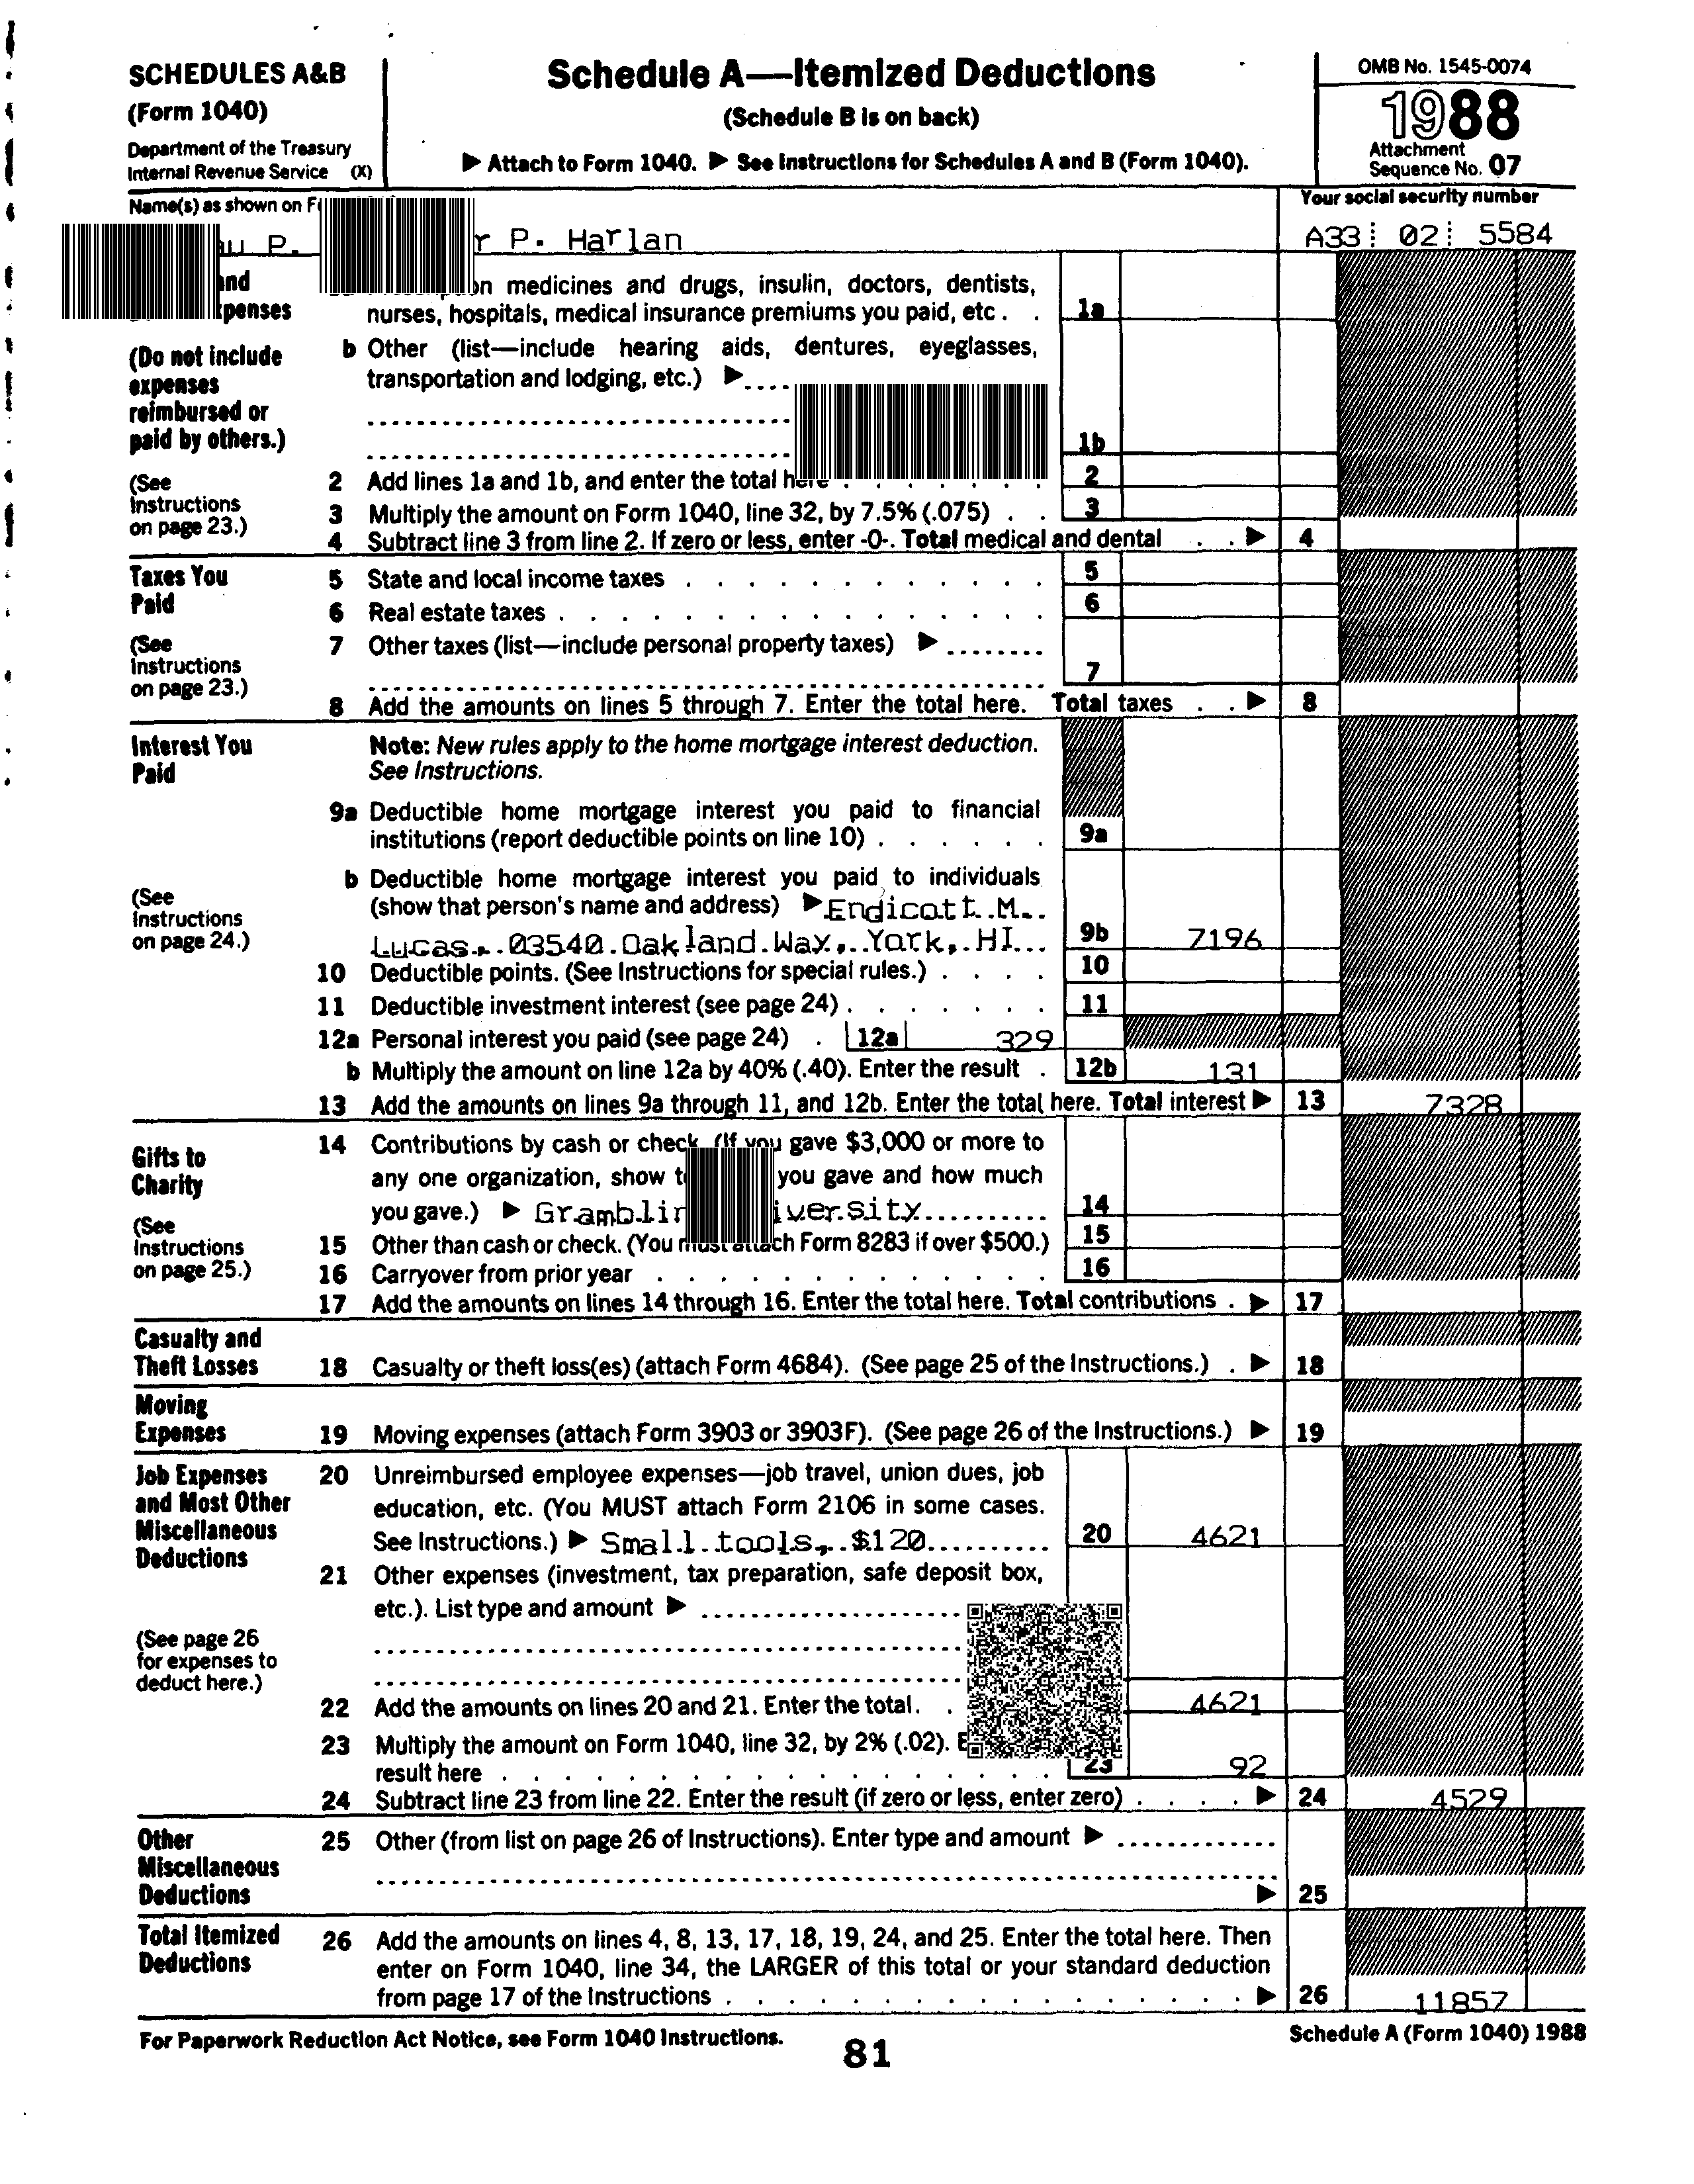 SCHEDULES A&B
(Form 1040)
Department of the Treasury
Internal Revenue Service (X)
Schedule A—Itemized Deductions
(Schedule B is on back)
▶ Attach to Form 1040. ▶ See Instructions for Schedules A and B (Form 1040).
OMB No. 1545-0074
1988
Attachment
Sequence No. 07
Name(s) as shown on
Your social security number
P. P. Harlan
A33 02 5584
and
medicines and drugs, insulin, doctors, dentists,
nurses, hospitals, medical insurance premiums you paid, etc . . 1a
(Do not include
expenses
reimbursed or
paid by others.)
b Other (list—include hearing aids, dentures, eyeglasses,
transportation and lodging, etc.) ▶
1b
(See
Instructions
on page 23.)
2 Add lines 1a and 1b, and enter the total here . . . . . . 2
3 Multiply the amount on Form 1040, line 32, by 7.5% (.075) . . 3
4 Subtract line 3 from line 2. If zero or less, enter -0-. Total medical and dental . . ▶ 4
Taxes You
Paid
(See
Instructions
on page 23.)
5 State and local income taxes . . . . . . . . . . . 5
6 Real estate taxes . . . . . . . . . . . . . . . 6
7 Other taxes (list—include personal property taxes) ▶
7
8 Add the amounts on lines 5 through 7. Enter the total here. Total taxes . . ▶ 8
Interest You
Paid
Note: New rules apply to the home mortgage interest deduction.
See Instructions.
9a Deductible home mortgage interest you paid to financial
institutions (report deductible points on line 10) . . . . . . 9a
(See
Instructions
on page 24.)
b Deductible home mortgage interest you paid to individuals
(show that person's name and address) ▶ Endicott M.
Lucas, 03540 Oakland Way, York, HI 9b 7196
10 Deductible points. (See Instructions for special rules.) . . . . 10
11 Deductible investment interest (see page 24) . . . . . . . 11
12a Personal interest you paid (see page 24) . 12a 329
b Multiply the amount on line 12a by 40% (.40). Enter the result . 12b 131
13 Add the amounts on lines 9a through 11, and 12b. Enter the total here. Total interest ▶ 13 7328
Gifts to
Charity
(See
Instructions
on page 25.)
14 Contributions by cash or check. (If you gave $3,000 or more to
any one organization, show you gave and how much
you gave.) ▶ 14
15 Other than cash or check. (You must attach Form 8283 if over $500.) 15
16 Carryover from prior year . . . . . . . . . . . . . 16
17 Add the amounts on lines 14 through 16. Enter the total here. Total contributions . ▶ 17
Casualty and
Theft Losses
18 Casualty or theft loss(es) (attach Form 4684). (See page 25 of the Instructions.) . ▶ 18
Moving
Expenses
19 Moving expenses (attach Form 3903 or 3903F). (See page 26 of the Instructions.) ▶ 19
Job Expenses
and Most Other
Miscellaneous
Deductions
20 Unreimbursed employee expenses—job travel, union dues, job
education, etc. (You MUST attach Form 2106 in some cases.
See Instructions.) ▶ Small tools, $120 20 4621
21 Other expenses (investment, tax preparation, safe deposit box,
etc.). List type and amount ▶
(See page 26
for expenses to
deduct here.)
22 Add the amounts on lines 20 and 21. Enter the total. . 4621
23 Multiply the amount on Form 1040, line 32, by 2% (.02).
result here . . . . . . . . . . . . . . . . . 23 92
24 Subtract line 23 from line 22. Enter the result (if zero or less, enter zero) . . . . ▶ 24 4529
Other
Miscellaneous
Deductions
25 Other (from list on page 26 of Instructions). Enter type and amount ▶
▶ 25
Total Itemized
Deductions
26 Add the amounts on lines 4, 8, 13, 17, 18, 19, 24, and 25. Enter the total here. Then
enter on Form 1040, line 34, the LARGER of this total or your standard deduction
from page 17 of the Instructions . . . . . . . . . . . . . . . . . ▶ 26 11857
For Paperwork Reduction Act Notice, see Form 1040 Instructions.
81
Schedule A (Form 1040) 1988